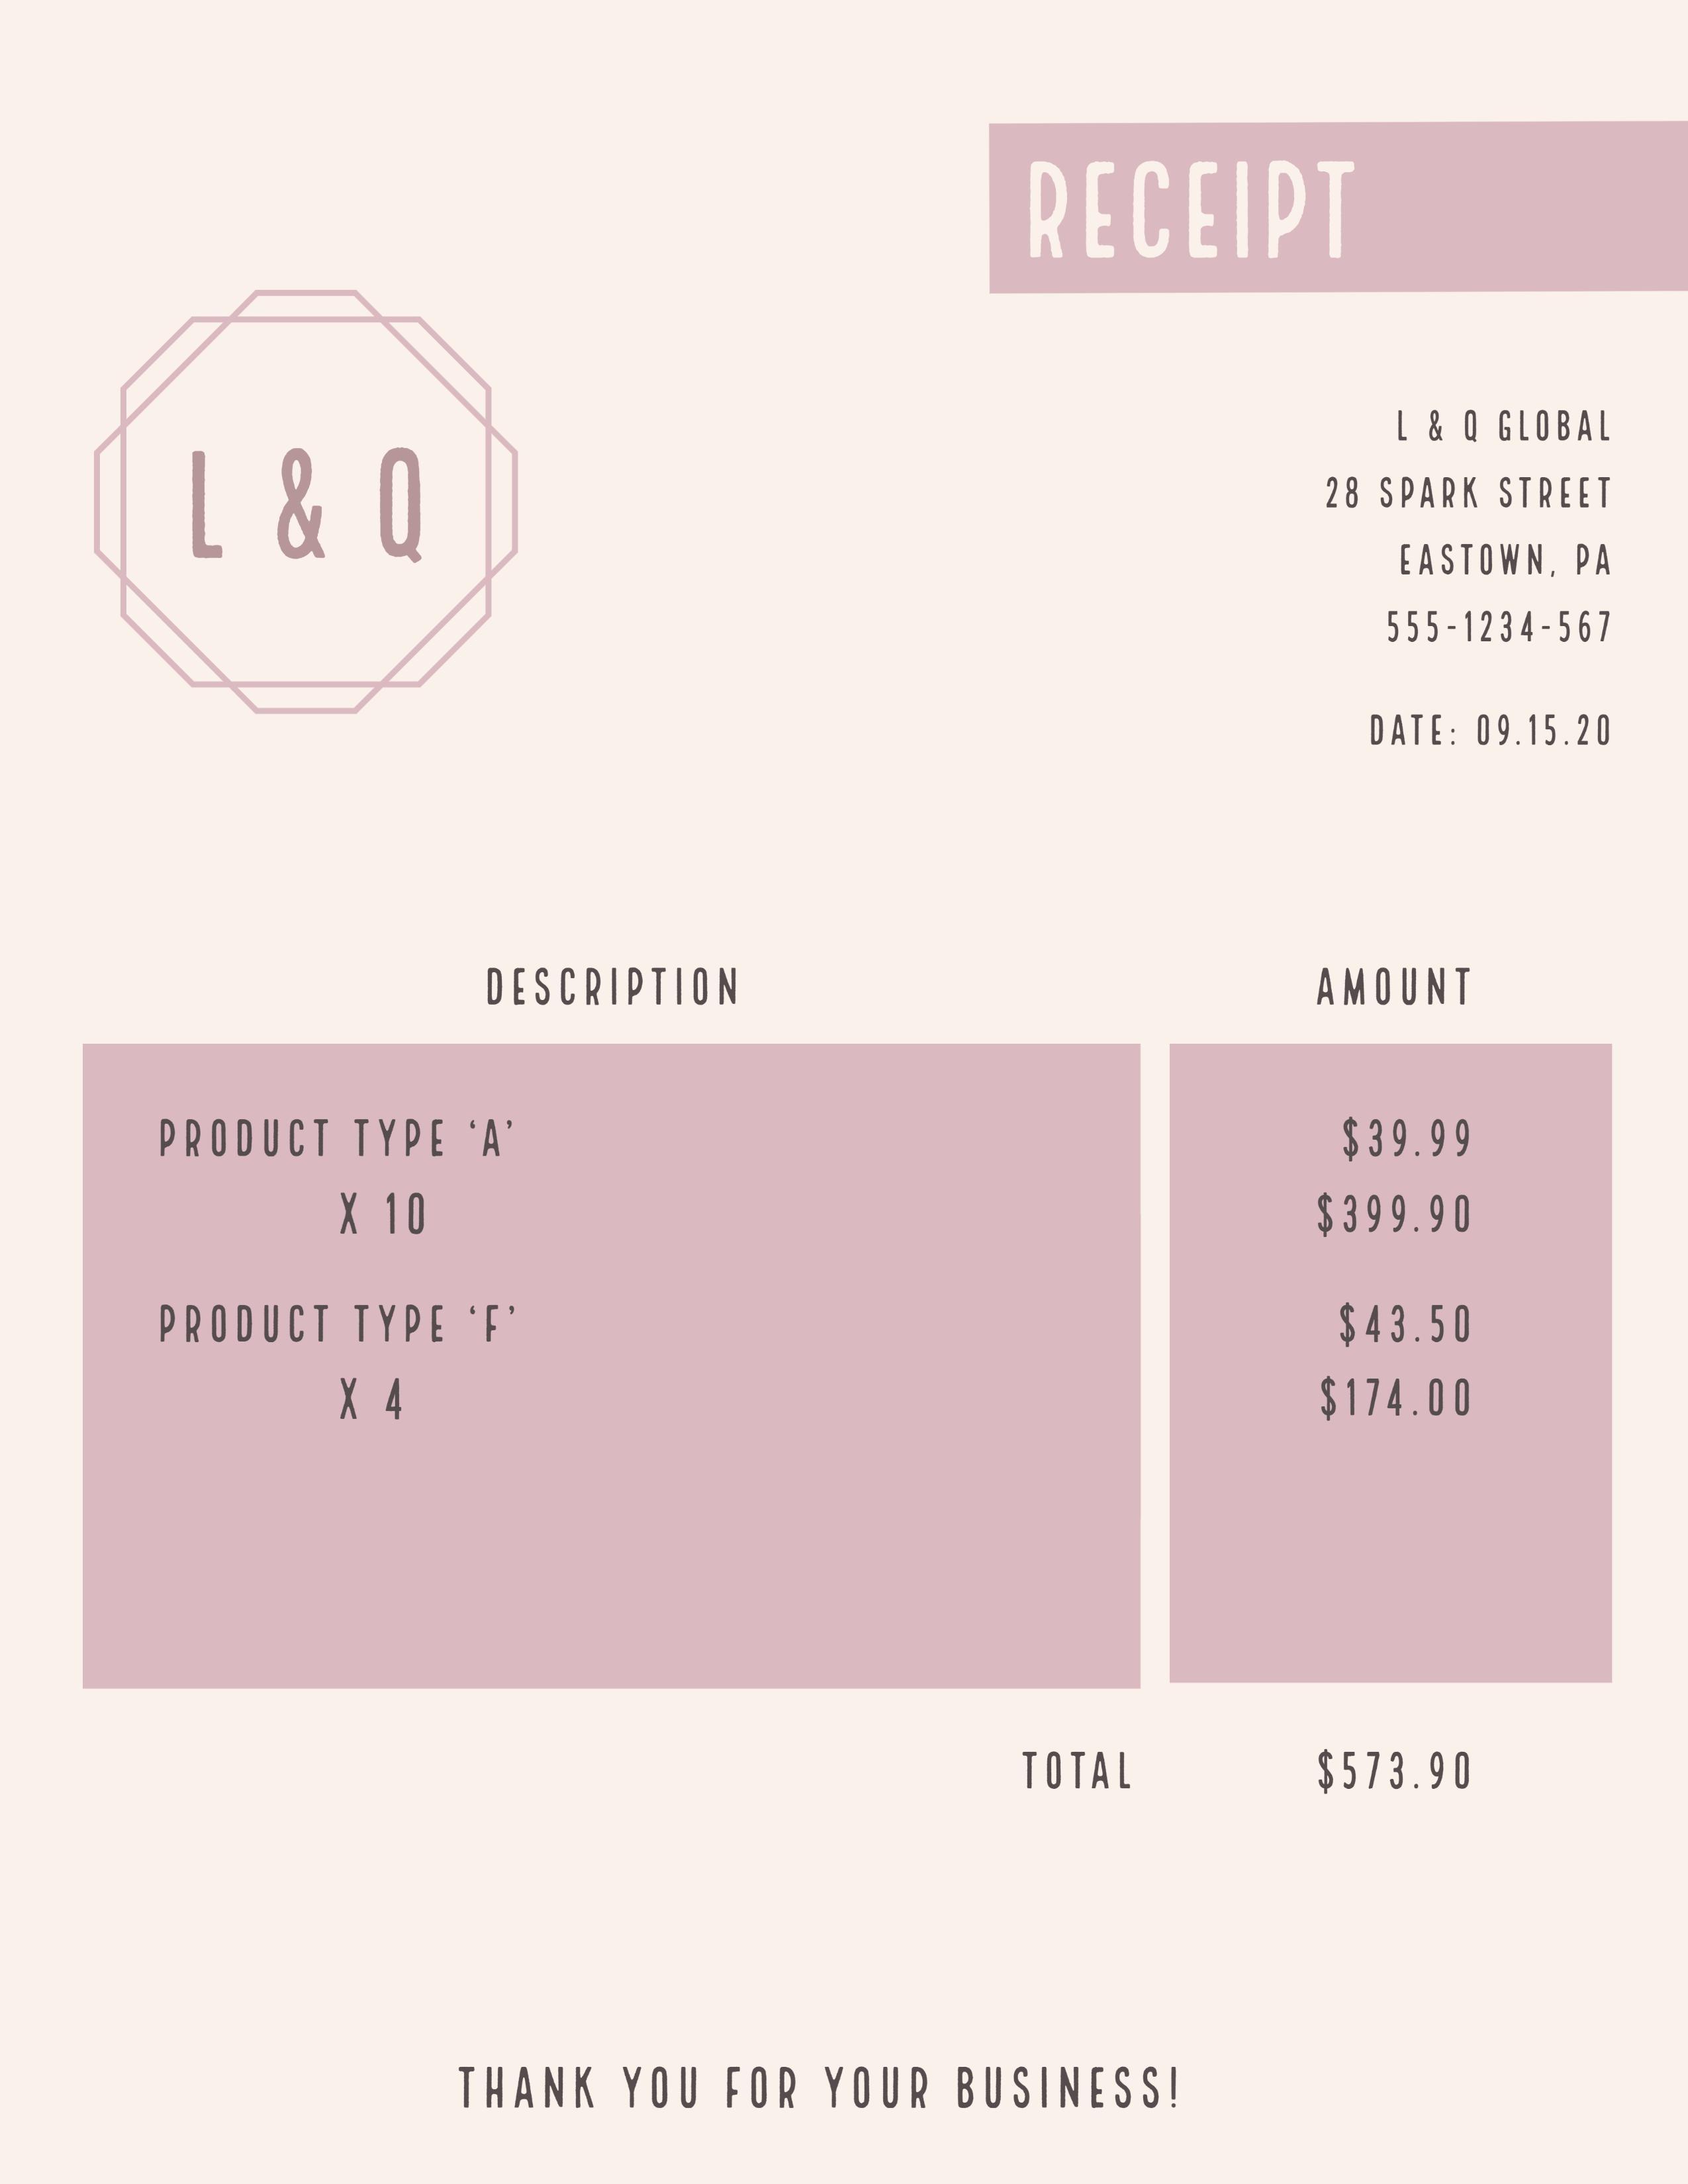 RECEIPT
L & Q
L & Q GLOBAL
28 SPARK STREET
EASTOWN, PA
555-1234-567
DATE: 09.15.20
DESCRIPTION AMOUNT
PRODUCT TYPE ‘A’ $39.99
X 10 $399.90
PRODUCT TYPE ‘F’ $43.50
X 4 $174.00
TOTAL $573.90
THANK YOU FOR YOUR BUSINESS!